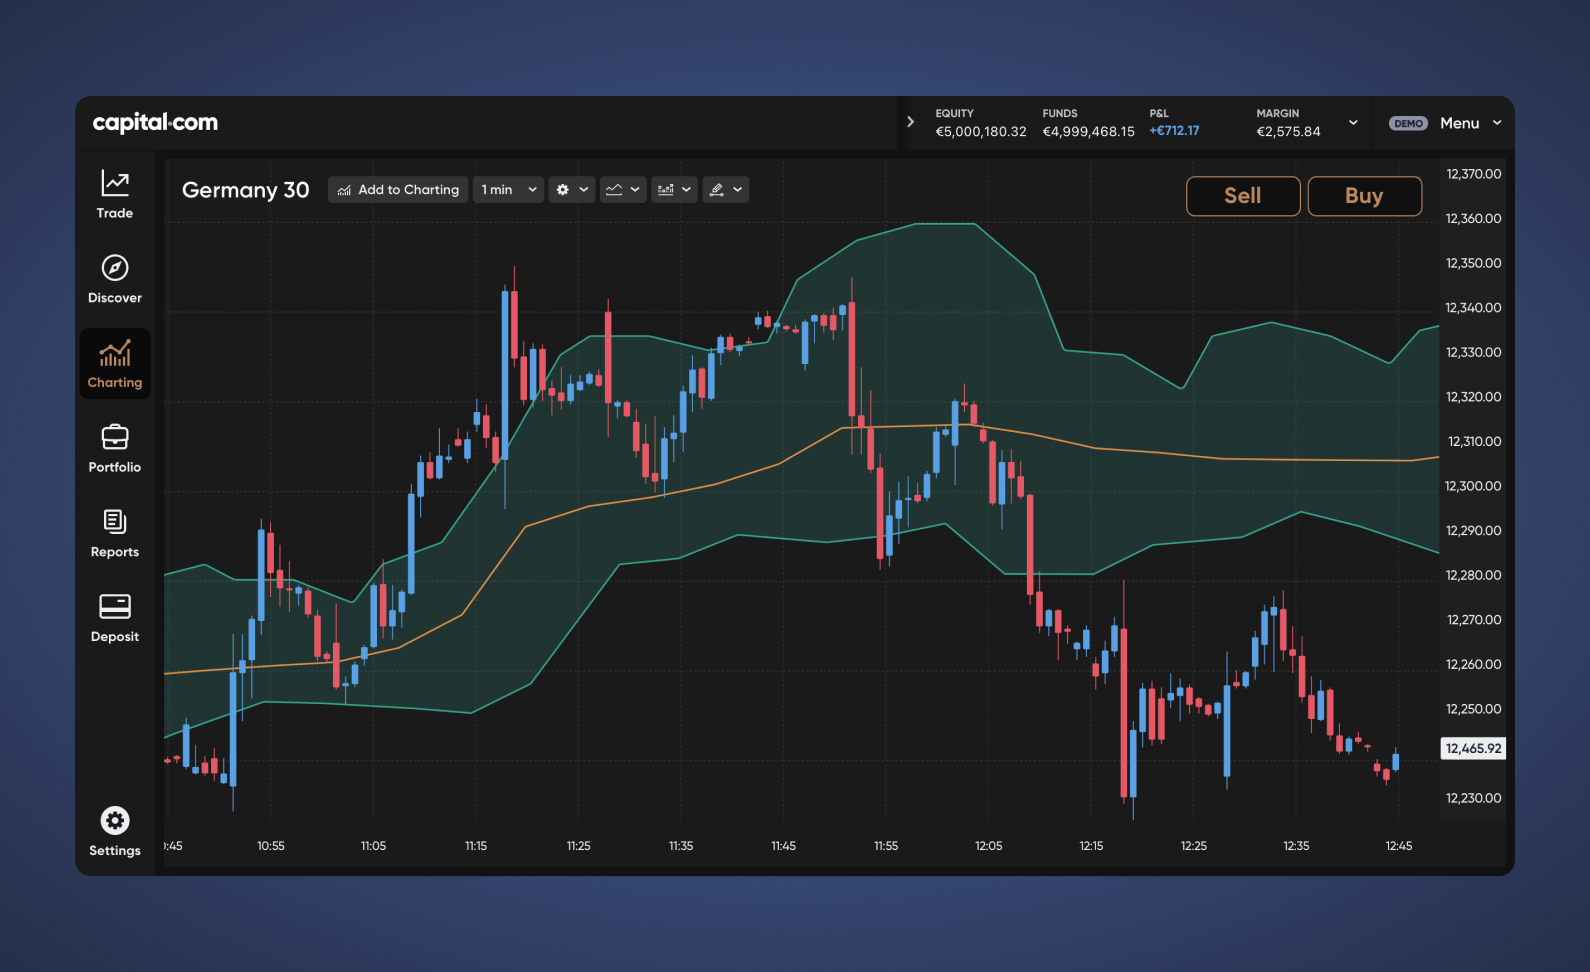 capital.com
EQUITY
€5,000,180.32
FUNDS
€4,999,468.15
P&L
+€712.17
MARGIN
€2,575.84
DEMO
Menu
Trade
Discover
Charting
Portfolio
Reports
Deposit
Settings
Germany 30
Add to Charting
1 min
Sell
Buy
12,370.00
12,360.00
12,350.00
12,340.00
12,330.00
12,320.00
12,310.00
12,300.00
12,290.00
12,280.00
12,270.00
12,260.00
12,250.00
12,465.92
12,230.00
:45
10:55
11:05
11:15
11:25
11:35
11:45
11:55
12:05
12:15
12:25
12:35
12:45